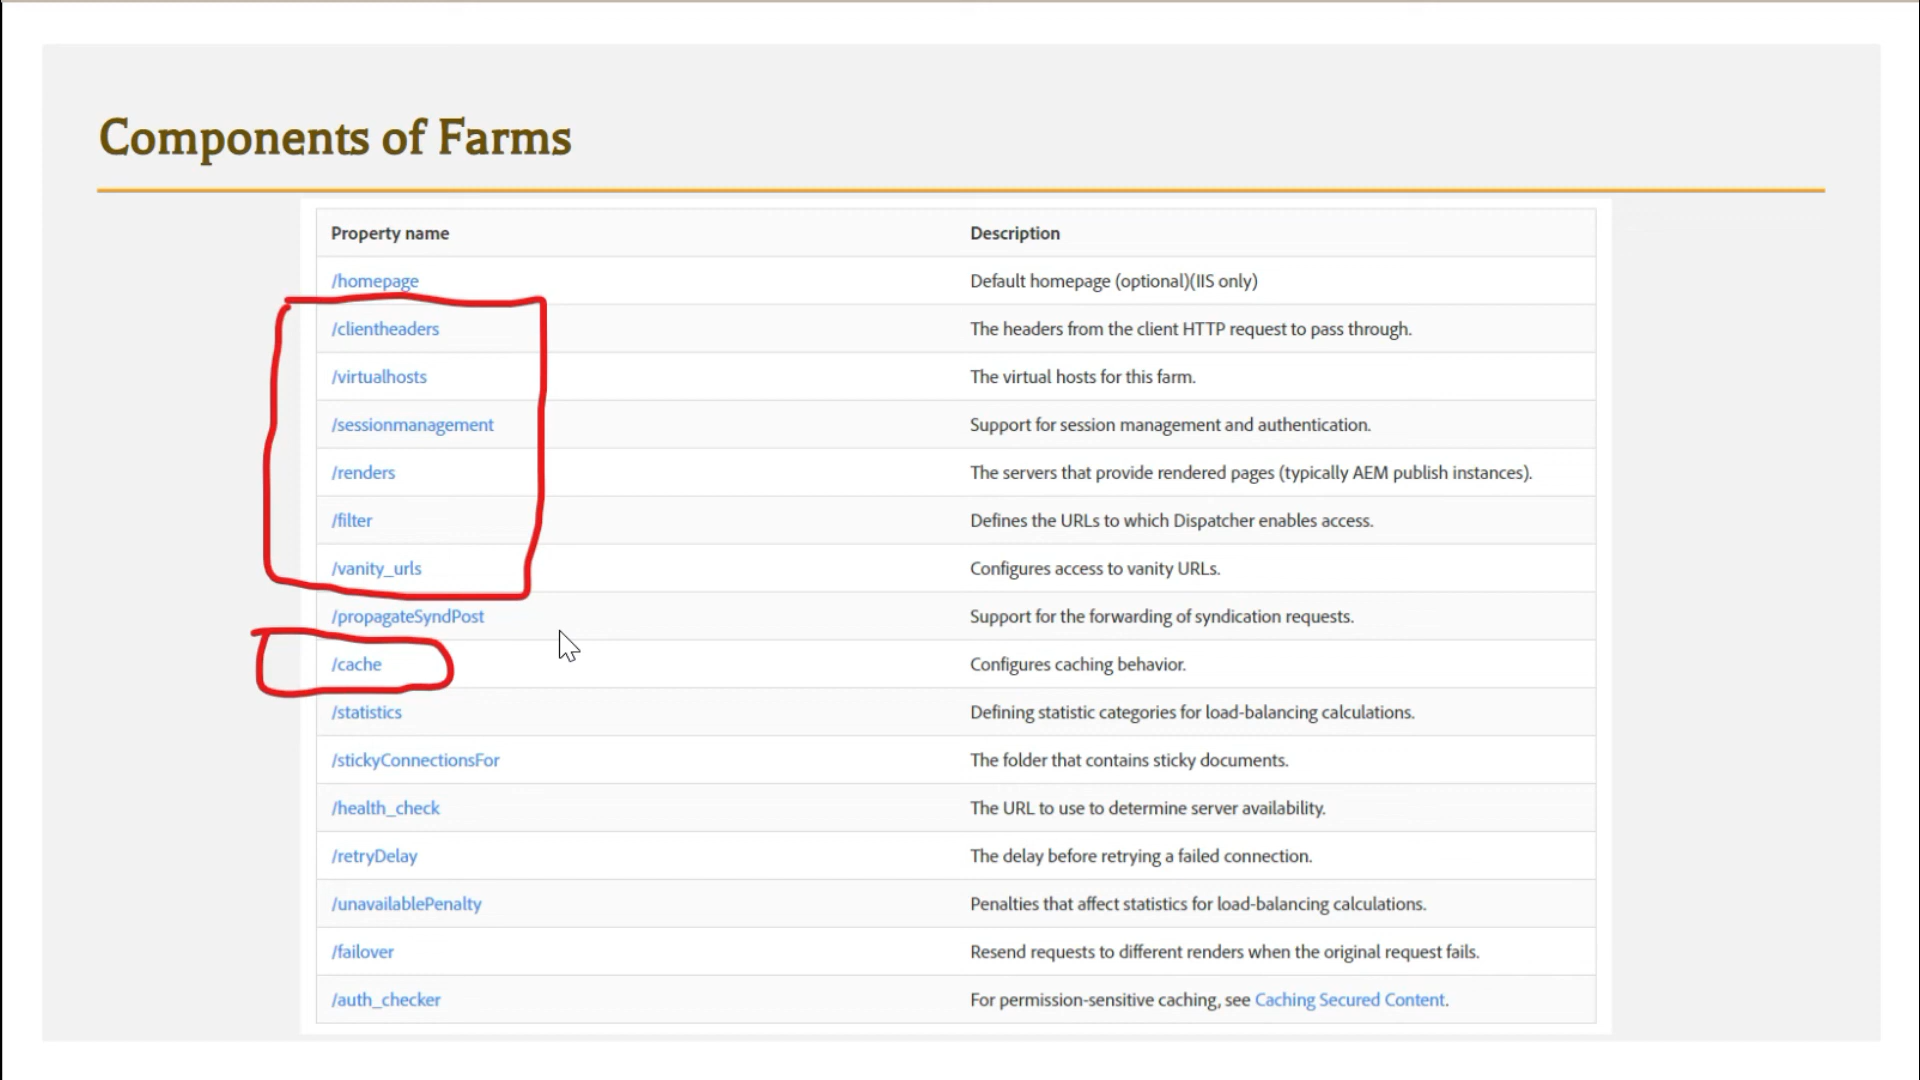 Components of Farms
Property name Description
/homepage Default homepage (optional)(IIS only)
/clientheaders The headers from the client HTTP request to pass through.
/virtualhosts The virtual hosts for this farm.
/sessionmanagement Support for session management and authentication.
/renders The servers that provide rendered pages (typically AEM publish instances).
/filter Defines the URLs to which Dispatcher enables access.
/vanity_urls Configures access to vanity URLs.
/propagateSyndPost Support for the forwarding of syndication requests.
/cache Configures caching behavior.
/statistics Defining statistic categories for load-balancing calculations.
/stickyConnectionsFor The folder that contains sticky documents.
/health_check The URL to use to determine server availability.
/retryDelay The delay before retrying a failed connection.
/unavailablePenalty Penalties that affect statistics for load-balancing calculations.
/failover Resend requests to different renders when the original request fails.
/auth_checker For permission-sensitive caching, see Caching Secured Content.